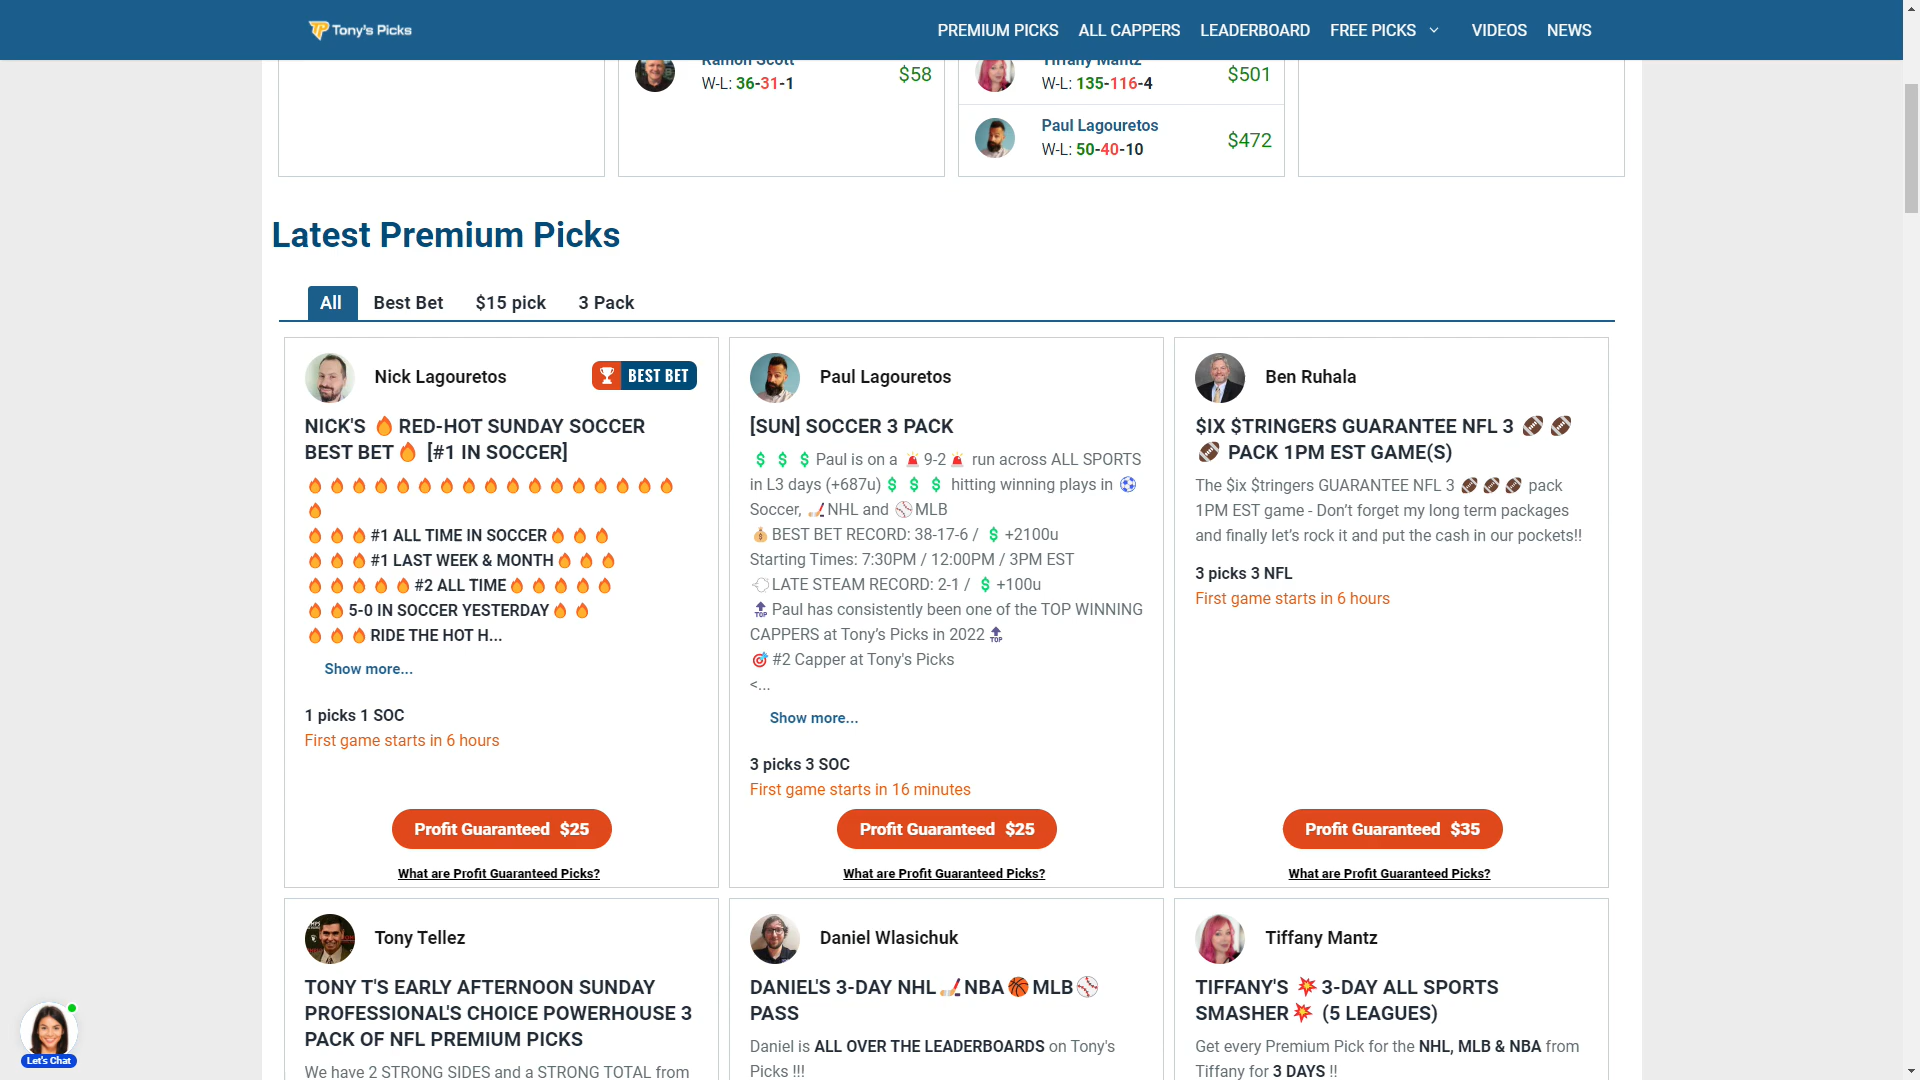 Tony's Picks
PREMIUM PICKS ALL CAPPERS LEADERBOARD FREE PICKS VIDEOS NEWS
Ramon Scott
W-L: 36-31-1
$58
Tiffany Mantz
W-L: 135-116-4
$501
Paul Lagouretos
W-L: 50-40-10
$472
Latest Premium Picks
All Best Bet $15 pick 3 Pack
Nick Lagouretos
BEST BET
NICK'S 🔥RED-HOT SUNDAY SOCCER
BEST BET🔥 [#1 IN SOCCER]
🔥🔥🔥🔥🔥🔥🔥🔥🔥🔥🔥🔥🔥🔥🔥🔥🔥
🔥
🔥🔥🔥#1 ALL TIME IN SOCCER🔥🔥🔥
🔥🔥🔥#1 LAST WEEK & MONTH🔥🔥🔥
🔥🔥🔥🔥🔥#2 ALL TIME🔥🔥🔥🔥🔥
🔥🔥5-0 IN SOCCER YESTERDAY🔥🔥
🔥🔥🔥RIDE THE HOT H...
Show more...
1 picks 1 SOC
First game starts in 6 hours
Profit Guaranteed $25
What are Profit Guaranteed Picks?
Paul Lagouretos
[SUN] SOCCER 3 PACK
💲💲💲Paul is on a 🚨9-2🚨 run across ALL SPORTS
in L3 days (+687u)💲💲💲 hitting winning plays in ⚽
Soccer, 🏒NHL and ⚾MLB
💰BEST BET RECORD: 38-17-6 / 💲+2100u
Starting Times: 7:30PM / 12:00PM / 3PM EST
💨LATE STEAM RECORD: 2-1 / 💲+100u
🔝Paul has consistently been one of the TOP WINNING
CAPPERS at Tony’s Picks in 2022🔝
🎯#2 Capper at Tony's Picks
<...
Show more...
3 picks 3 SOC
First game starts in 16 minutes
Profit Guaranteed $25
What are Profit Guaranteed Picks?
Ben Ruhala
$IX $TRINGERS GUARANTEE NFL 3 🏈🏈
🏈 PACK 1PM EST GAME(S)
The $ix $tringers GUARANTEE NFL 3 🏈🏈🏈 pack
1PM EST game - Don’t forget my long term packages
and finally let’s rock it and put the cash in our pockets!!
3 picks 3 NFL
First game starts in 6 hours
Profit Guaranteed $35
What are Profit Guaranteed Picks?
Tony Tellez
TONY T'S EARLY AFTERNOON SUNDAY
PROFESSIONAL'S CHOICE POWERHOUSE 3
PACK OF NFL PREMIUM PICKS
We have 2 STRONG SIDES and a STRONG TOTAL from
Daniel Wlasichuk
DANIEL'S 3-DAY NHL🏒NBA🏀MLB⚾
PASS
Daniel is ALL OVER THE LEADERBOARDS on Tony's
Picks !!!
Tiffany Mantz
TIFFANY'S 💥3-DAY ALL SPORTS
SMASHER💥 (5 LEAGUES)
Get every Premium Pick for the NHL, MLB & NBA from
Tiffany for 3 DAYS !!
Let's Chat